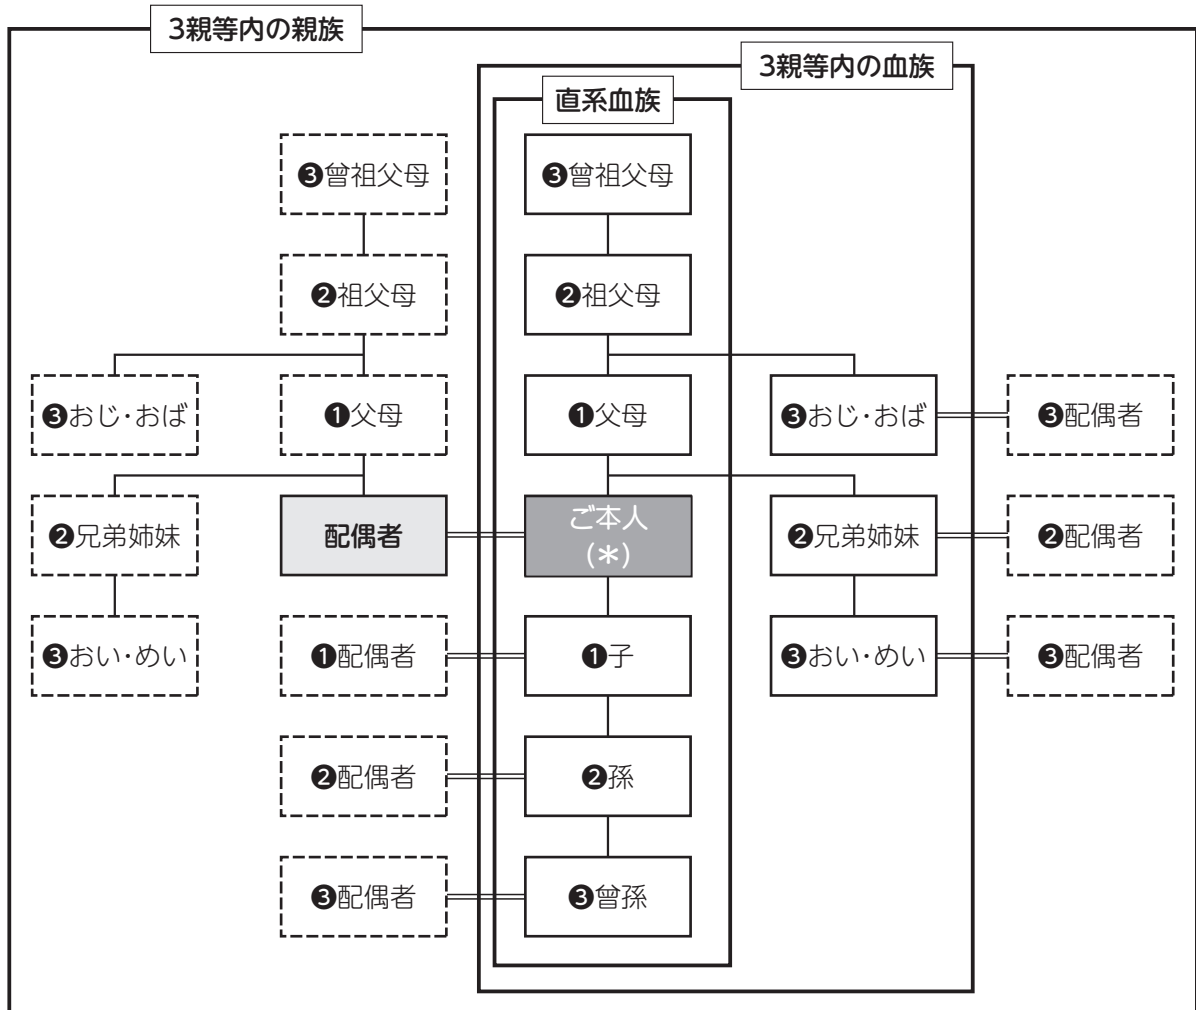 3親等内の親族
3親等内の血族
直系血族
❸曾祖父母
❸曾祖父母
❷祖父母
❷祖父母
❸おじ・おば
❶父母
❶父母
❸おじ・おば
❸配偶者
❷兄弟姉妹
配偶者
ご本人
(＊)
❷兄弟姉妹
❷配偶者
❸おい・めい
❶配偶者
❶子
❸おい・めい
❸配偶者
❷配偶者
❷孫
❸配偶者
❸曾孫